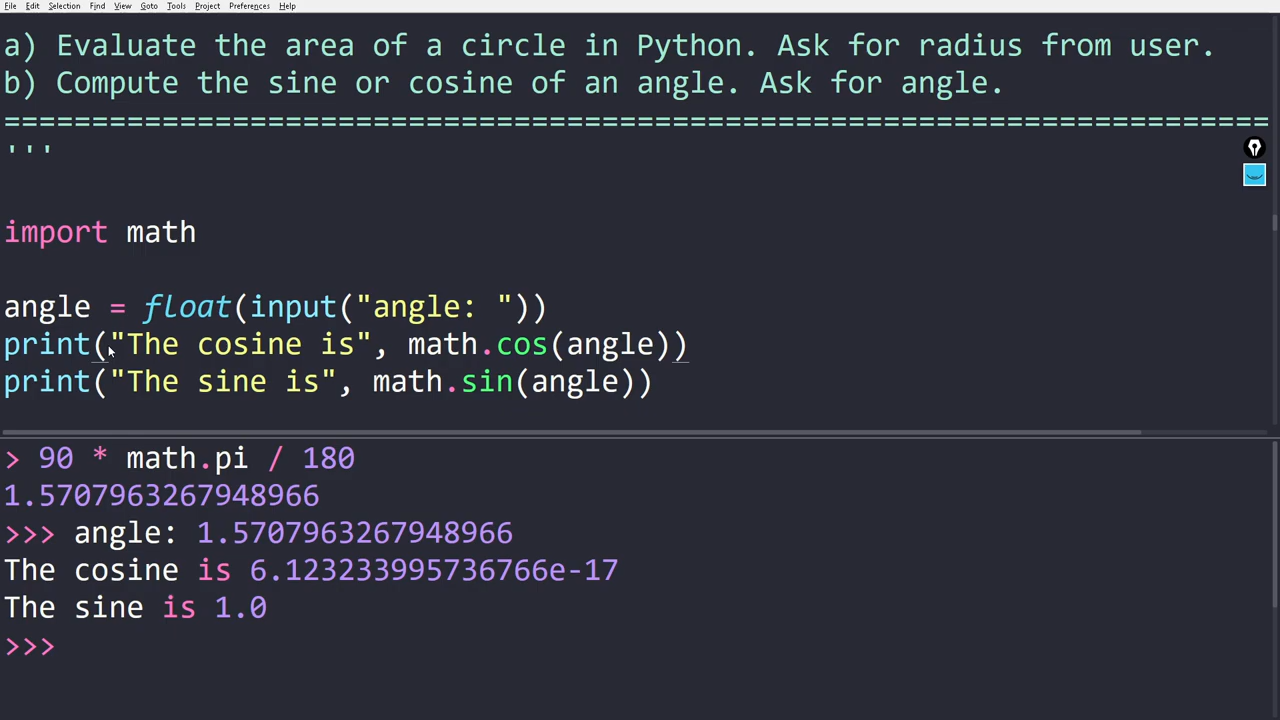 File Edit Selection Find View Goto Tools Project Preferences Help
a) Evaluate the area of a circle in Python. Ask for radius from user.
b) Compute the sine or cosine of an angle. Ask for angle.
========================================================================
'''
import math
angle = float(input("angle: "))
print("The cosine is", math.cos(angle))
print("The sine is", math.sin(angle))
> 90 * math.pi / 180
1.5707963267948966
>>> angle: 1.5707963267948966
The cosine is 6.123233995736766e-17
The sine is 1.0
>>>